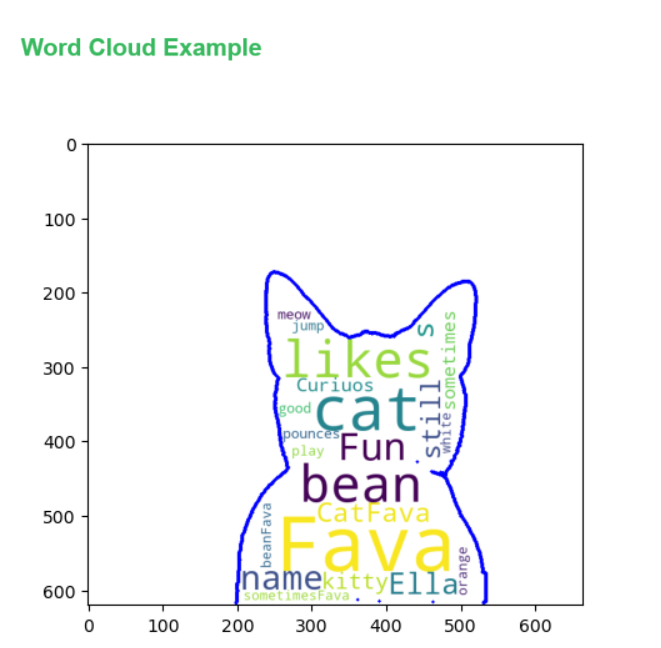 Word Cloud Example
0
100
200
300
400
500
600
meow
jump
s
likes
sometimes
Curiuos
cat
still
good
white
pounces
Fun
play
bean
CatFava
beanFava
Fava
orange
name
kitty
Ella
sometimesFava
0 100 200 300 400 500 600